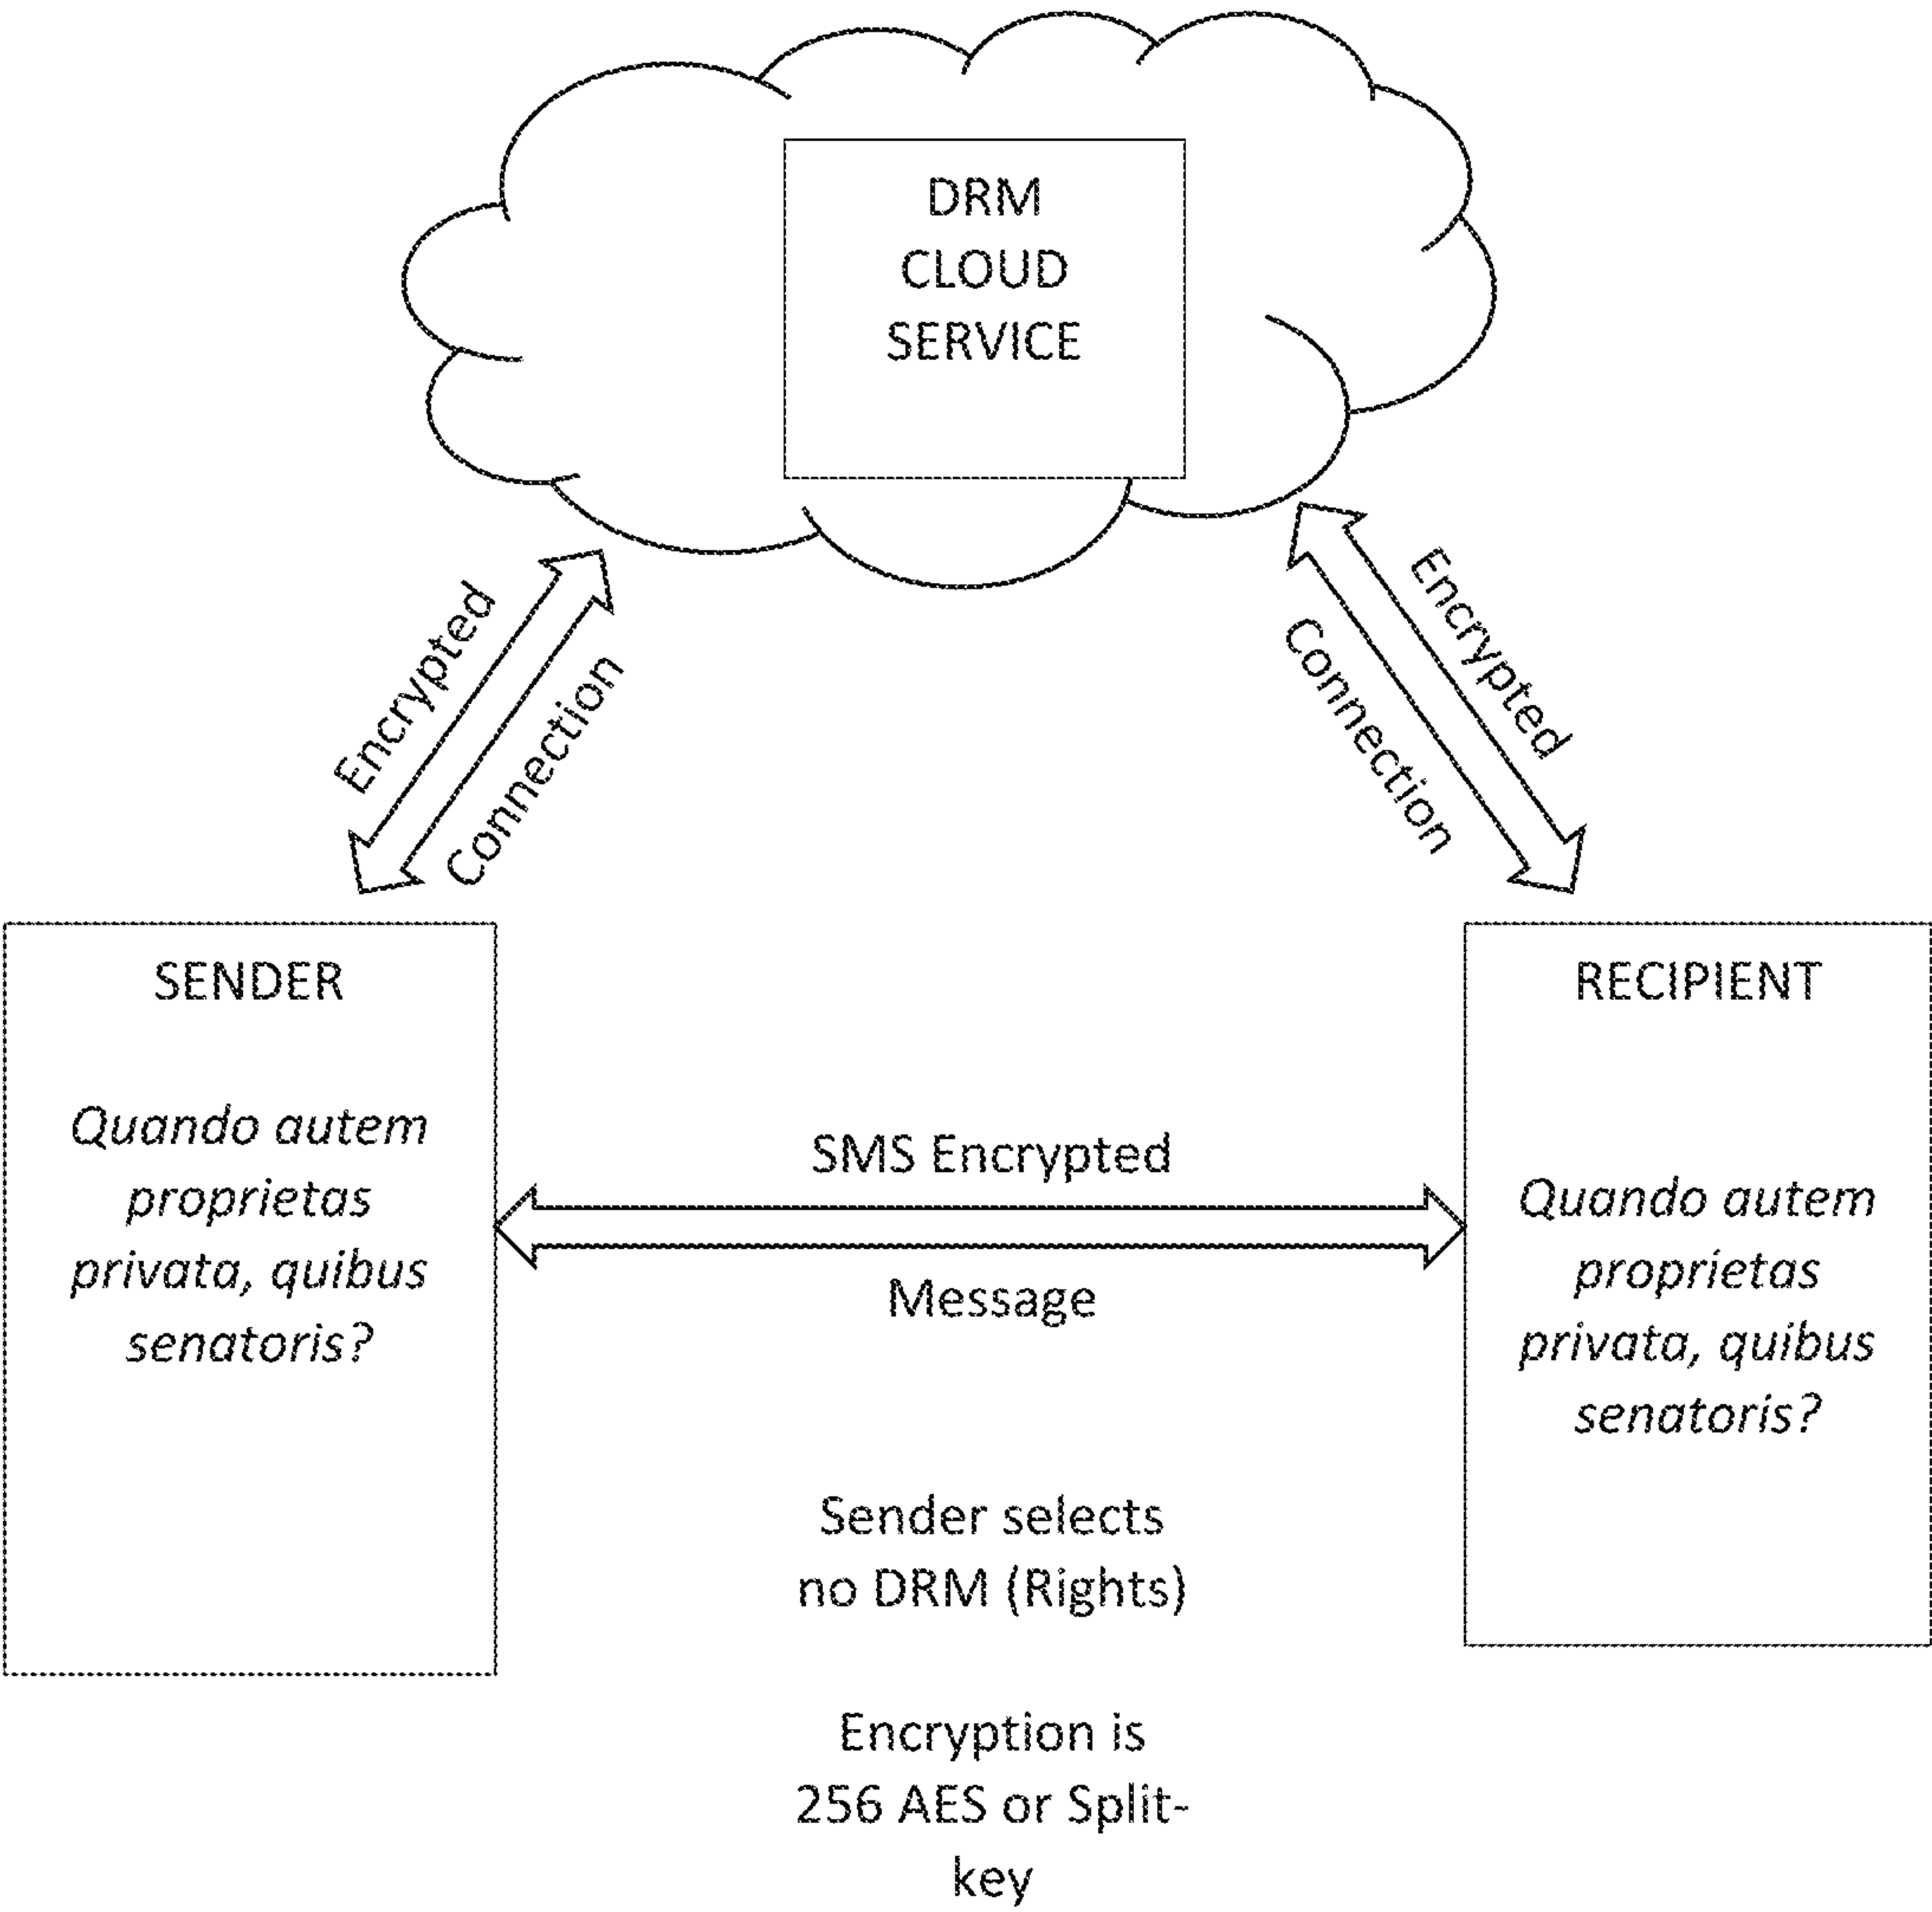 DRM
CLOUD
SERVICE
Encrypted
Connection
Encrypted
Connection
SENDER
Quando autem
proprietas
privata, quibus
senatoris?
SMS Encrypted
Message
RECIPIENT
Quando autem
proprietas
privata, quibus
senatoris?
Sender selects
no DRM (Rights)
Encryption is
256 AES or Split-
key